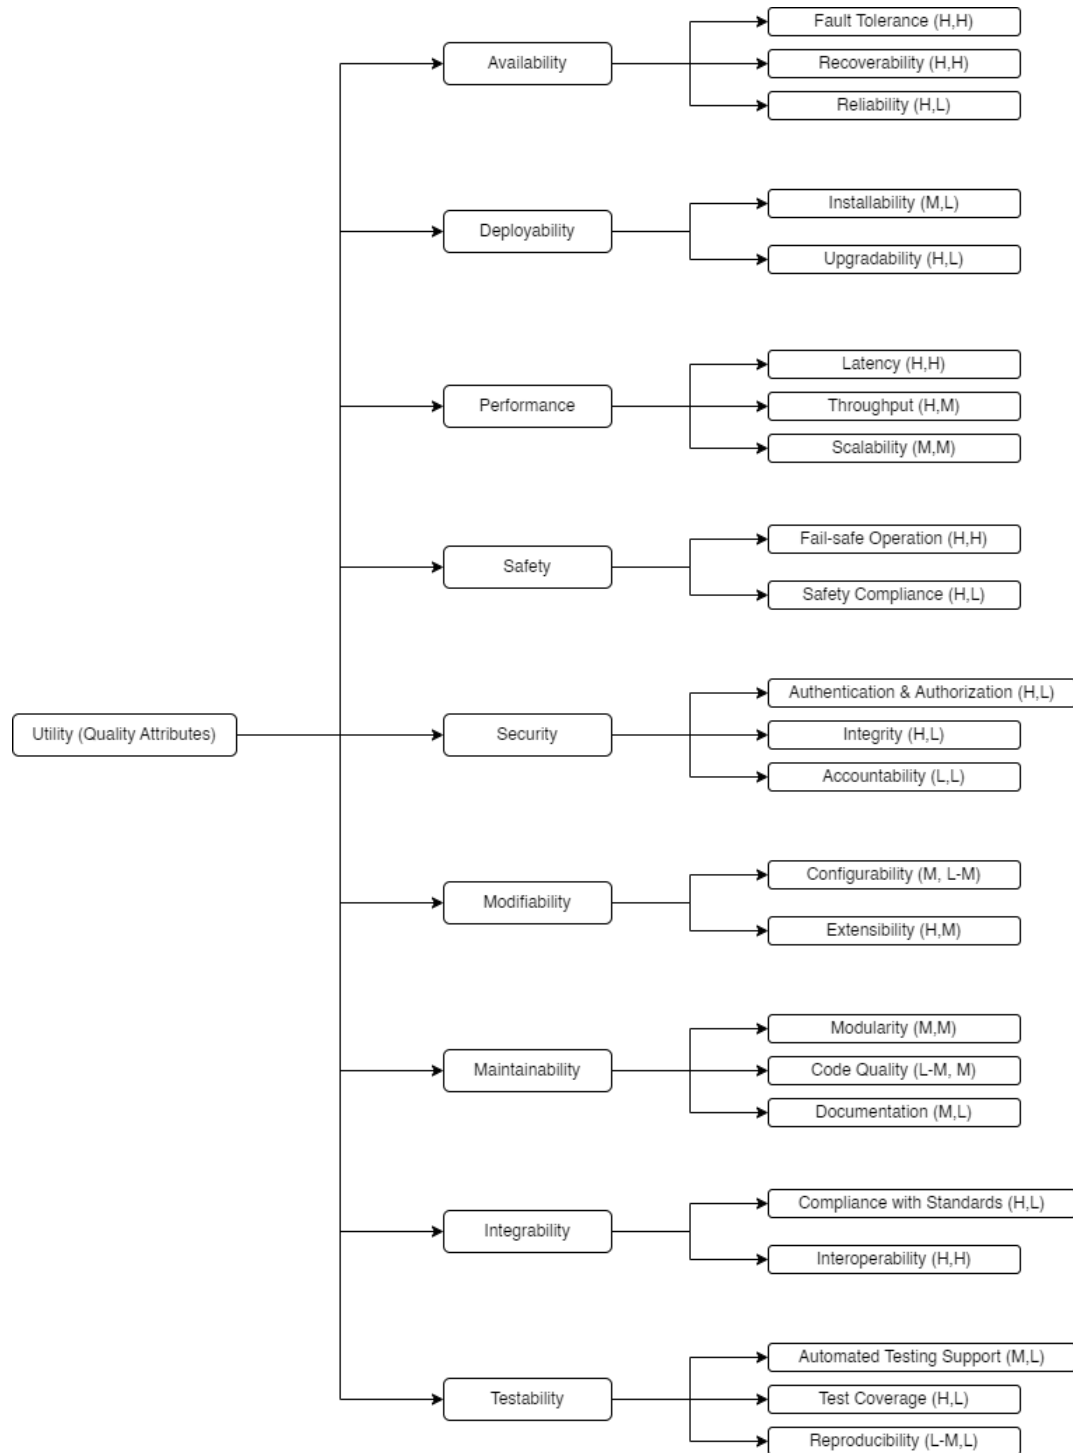 Fault Tolerance (H,H)
Availability
Recoverability (H,H)
Reliability (H,L)
Installability (M,L)
Deployability
Upgradability (H,L)
Latency (H,H)
Performance
Throughput (H,M)
Scalability (M,M)
Fail-safe Operation (H,H)
Safety
Safety Compliance (H,L)
Authentication & Authorization (H,L)
Utility (Quality Attributes)
Security
Integrity (H,L)
Accountability (L,L)
Configurability (M, L-M)
Modifiability
Extensibility (H,M)
Modularity (M,M)
Maintainability
Code Quality (L-M, M)
Documentation (M,L)
Compliance with Standards (H,L)
Integrability
Interoperability (H,H)
Automated Testing Support (M,L)
Testability
Test Coverage (H,L)
Reproducibility (L-M,L)